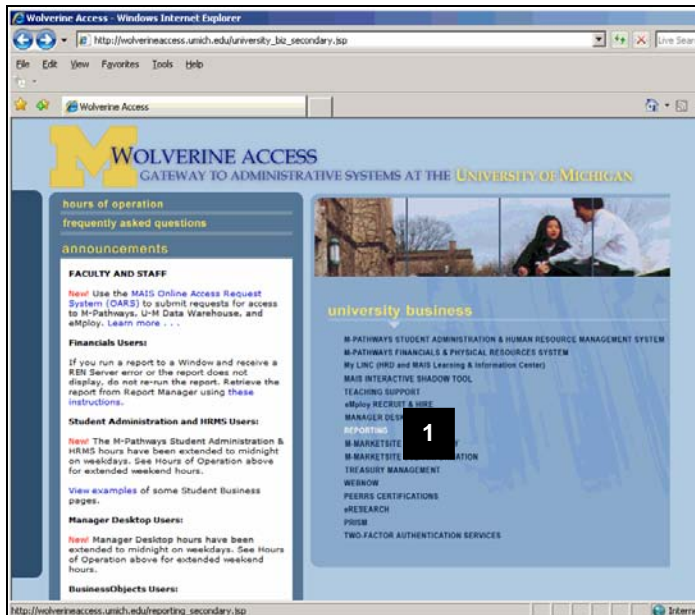 Wolverine Access - Windows Internet Explorer
http://wolverineaccess.umich.edu/university_biz_secondary.jsp
Live Sear
File Edit View Favorites Tools Help
Wolverine Access
M
WOLVERINE ACCESS
GATEWAY TO ADMINISTRATIVE SYSTEMS AT THE UNIVERSITY OF MICHIGAN
hours of operation
frequently asked questions
announcements
FACULTY AND STAFF
New! Use the MAIS Online Access Request
System (OARS) to submit requests for access
to M-Pathways, U-M Data Warehouse, and
eMploy. Learn more . . .
Financials Users:
If you run a report to a Window and receive a
REN Server error or the report does not
display, do not re-run the report. Retrieve the
report from Report Manager using these
instructions.
Student Administration and HRMS Users:
New! The M-Pathways Student Administration &
HRMS hours have been extended to midnight
on weekdays. See Hours of Operation above
for extended weekend hours.
View examples of some Student Business
pages.
Manager Desktop Users:
New! Manager Desktop hours have been
extended to midnight on weekdays. See Hours
of Operation above for extended weekend
hours.
BusinessObjects Users:
university business
M-PATHWAYS STUDENT ADMINISTRATION & HUMAN RESOURCE MANAGEMENT SYSTEM
M-PATHWAYS FINANCIALS & PHYSICAL RESOURCES SYSTEM
My LINC (HRD and MAIS Learning & Information Center)
MAIS INTERACTIVE SHADOW TOOL
TEACHING SUPPORT
eMploy RECRUIT & HIRE
MANAGER DES
REPORTING
1
M-MARKETSITE
M-MARKETSITE
TREASURY MANAGEMENT
WEBNOW
PEERRS CERTIFICATIONS
eRESEARCH
PRISM
TWO-FACTOR AUTHENTICATION SERVICES
http://wolverineaccess.umich.edu/reporting_secondary.jsp
Intern